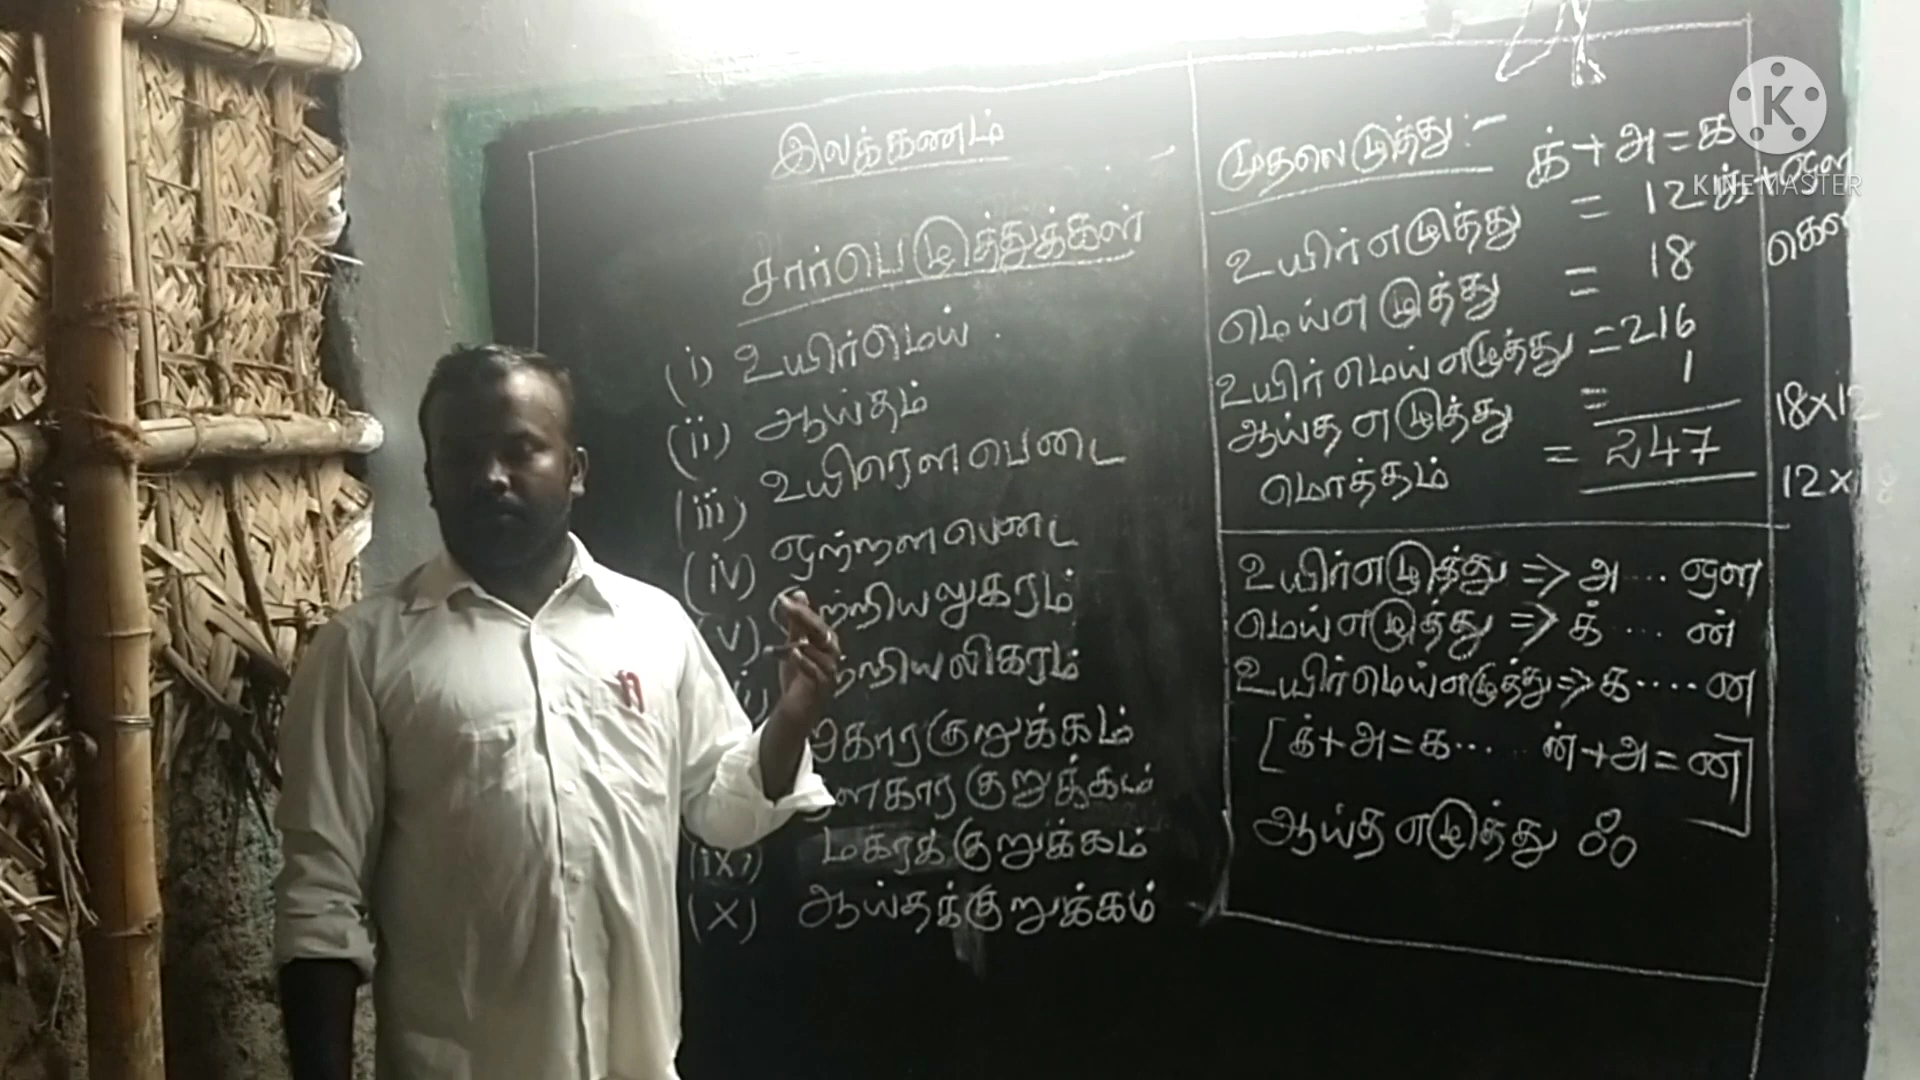 இலக்கணம்
சார்பெழுத்துக்கள்
(i) உயிர்மெய்.
(ii) ஆய்தம்
(iii) உயிரௌபெடை
(iv) ஒற்றளபெடை
(v) குற்றியலுகரம்
குற்றியலிகரம்
ஐகாரகுறுக்கம்
ஔகாரகுறுக்கம்
(ix) மகரக்குறுக்கம்
(x) ஆய்தக்குறுக்கம்
முதலெழுத்து :-
க்+அ=க
க்+ஔ
கௌ
உயிர்எழுத்து = 12
மெய்எழுத்து = 18
உயிர்மெய்எழுத்து = 216
ஆய்தஎழுத்து = 1
மொத்தம் = 247
18x12
12x18
உயிர்எழுத்து => அ .... ஔ
மெய்எழுத்து => க் ... ன்
உயிர்மெய்எழுத்து => க .... ன
[க்+அ=க.... ன்+அ=ன]
ஆய்தஎழுத்து ஃ
K
KINEMASTER